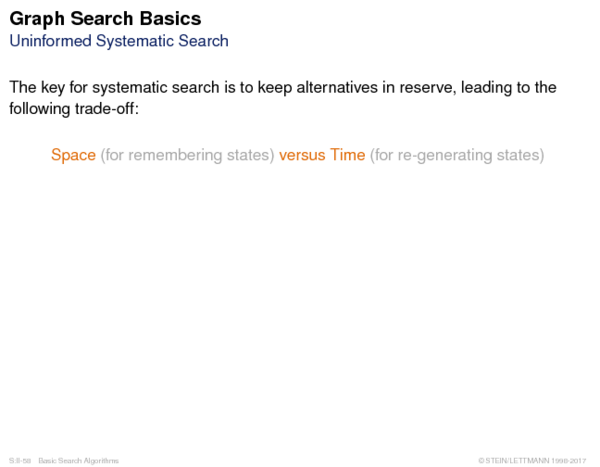 Graph Search Basics
Uninformed Systematic Search
The key for systematic search is to keep alternatives in reserve, leading to the
following trade-off:
Space (for remembering states) versus Time (for re-generating states)
S:II-58 Basic Search Algorithms
© STEIN/LETTMANN 1998-2017